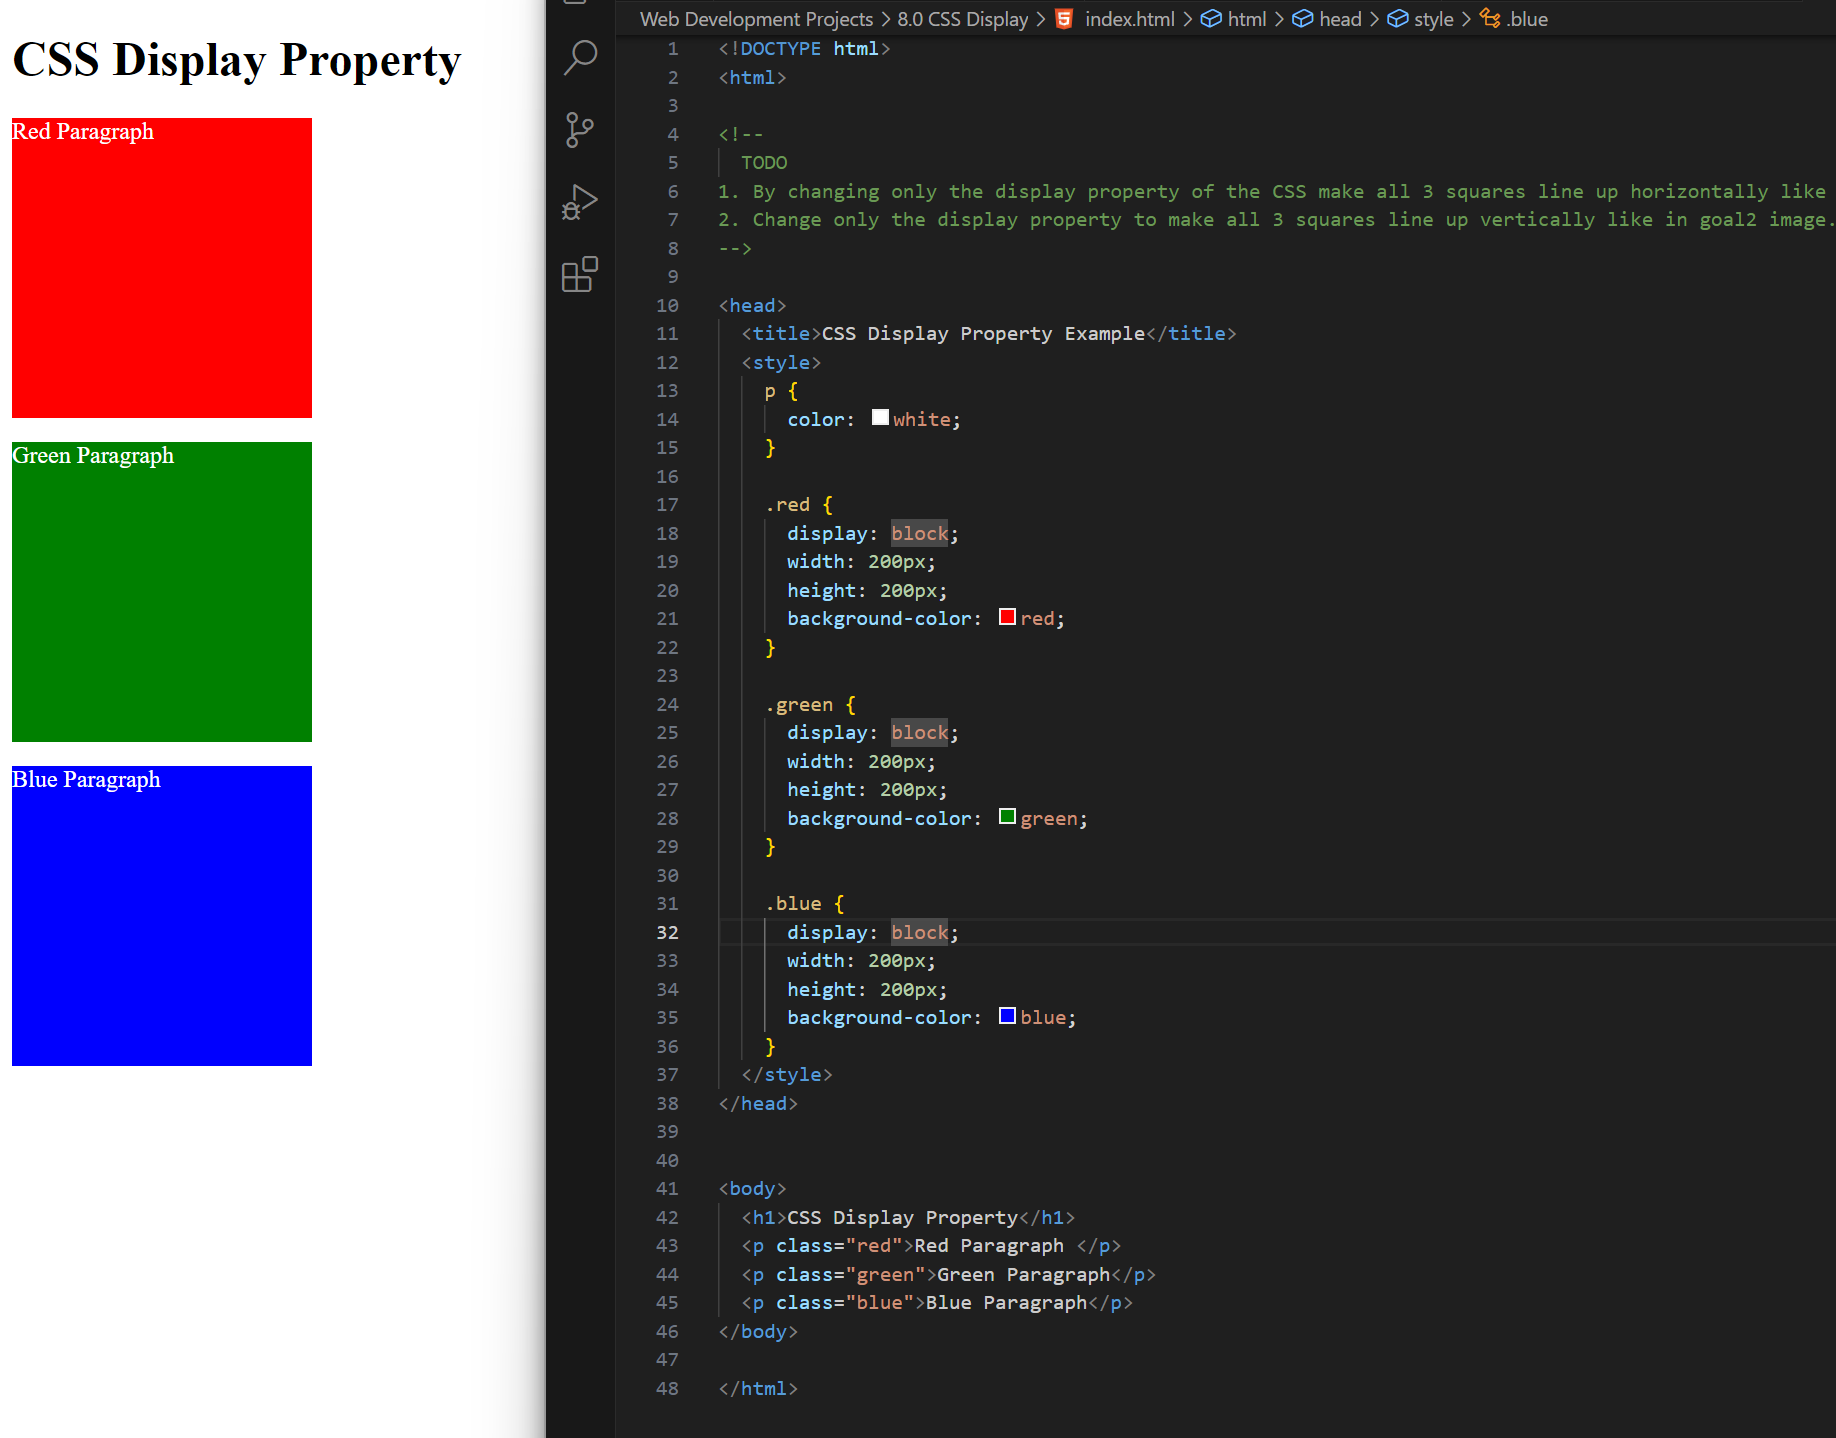 CSS Display Property
Red Paragraph
Green Paragraph
Blue Paragraph
Web Development Projects > 8.0 CSS Display > 5 index.html > html > head > style > .blue
1 <!DOCTYPE html>
2 <html>
3
4 <!--
5 TODO
6 1. By changing only the display property of the CSS make all 3 squares line up horizontally like
7 2. Change only the display property to make all 3 squares line up vertically like in goal2 image.
8 -->
9
10 <head>
11 <title>CSS Display Property Example</title>
12 <style>
13 p {
14 color: white;
15 }
16
17 .red {
18 display: block;
19 width: 200px;
20 height: 200px;
21 background-color: red;
22 }
23
24 .green {
25 display: block;
26 width: 200px;
27 height: 200px;
28 background-color: green;
29 }
30
31 .blue {
32 display: block;
33 width: 200px;
34 height: 200px;
35 background-color: blue;
36 }
37 </style>
38 </head>
39
40
41 <body>
42 <h1>CSS Display Property</h1>
43 <p class="red">Red Paragraph </p>
44 <p class="green">Green Paragraph</p>
45 <p class="blue">Blue Paragraph</p>
46 </body>
47
48 </html>